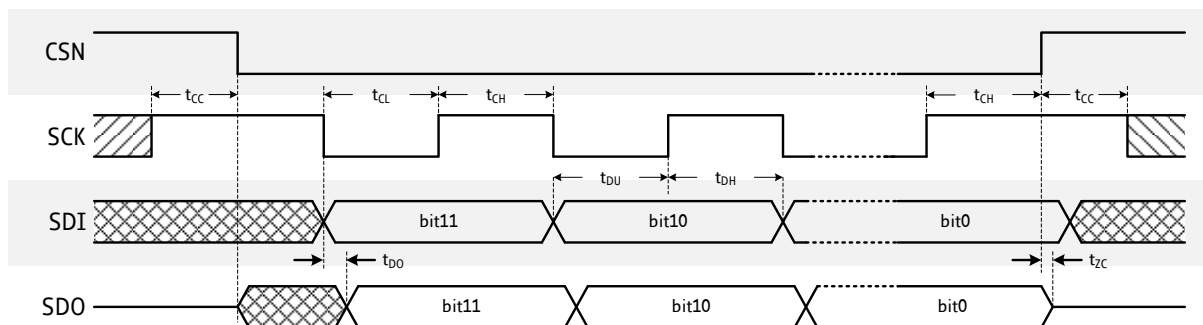 CSN
tCC tCL tCH tCH tCC
SCK
tDU tDH
SDI bit11 bit10 bit0
tDO tZC
SDO bit11 bit10 bit0